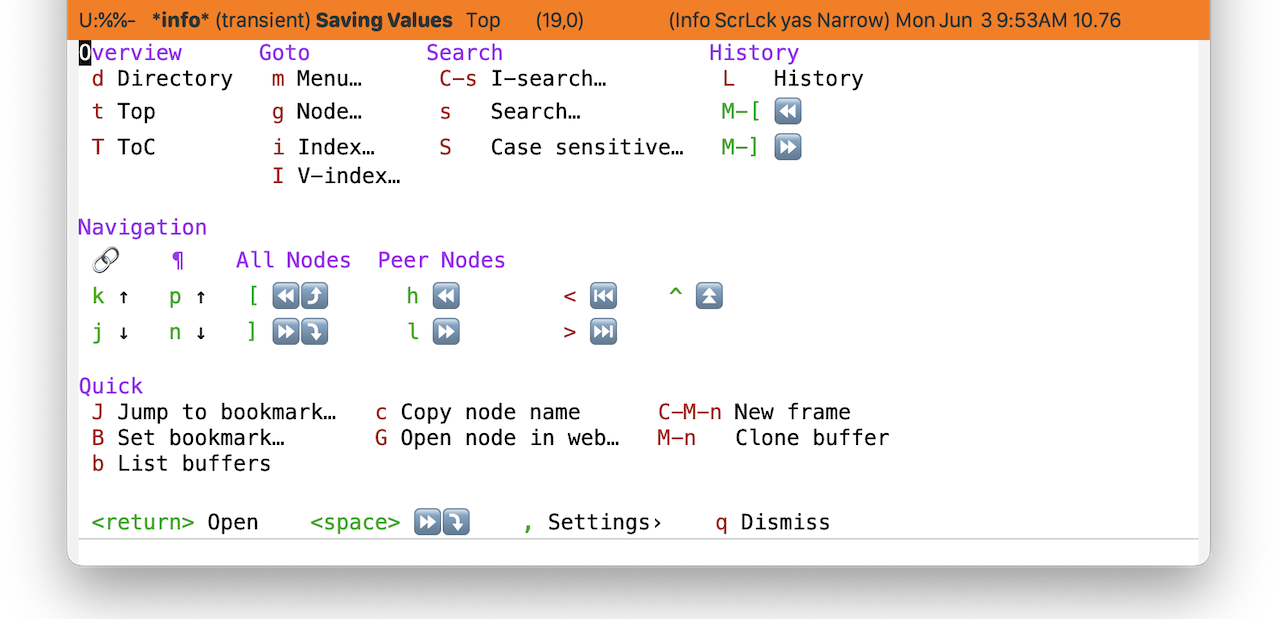 U:%%- *info* (transient) Saving Values Top (19,0) (Info ScrLck yas Narrow) Mon Jun 3 9:53AM 10.76
Overview Goto Search History
d Directory m Menu… C-s I-search… L History
t Top g Node… s Search… M-[ ⏪
T ToC i Index… S Case sensitive… M-] ⏩
I V-index…
Navigation
🔗 ¶ All Nodes Peer Nodes
k ↑ p ↑ [ ⏪⤴️ h ⏪ < ⏮️ ^ ⏫
j ↓ n ↓ ] ⏩⤵️ l ⏩ > ⏭️
Quick
J Jump to bookmark… c Copy node name C-M-n New frame
B Set bookmark… G Open node in web… M-n Clone buffer
b List buffers
<return> Open <space> ⏩⤵️ , Settings› q Dismiss